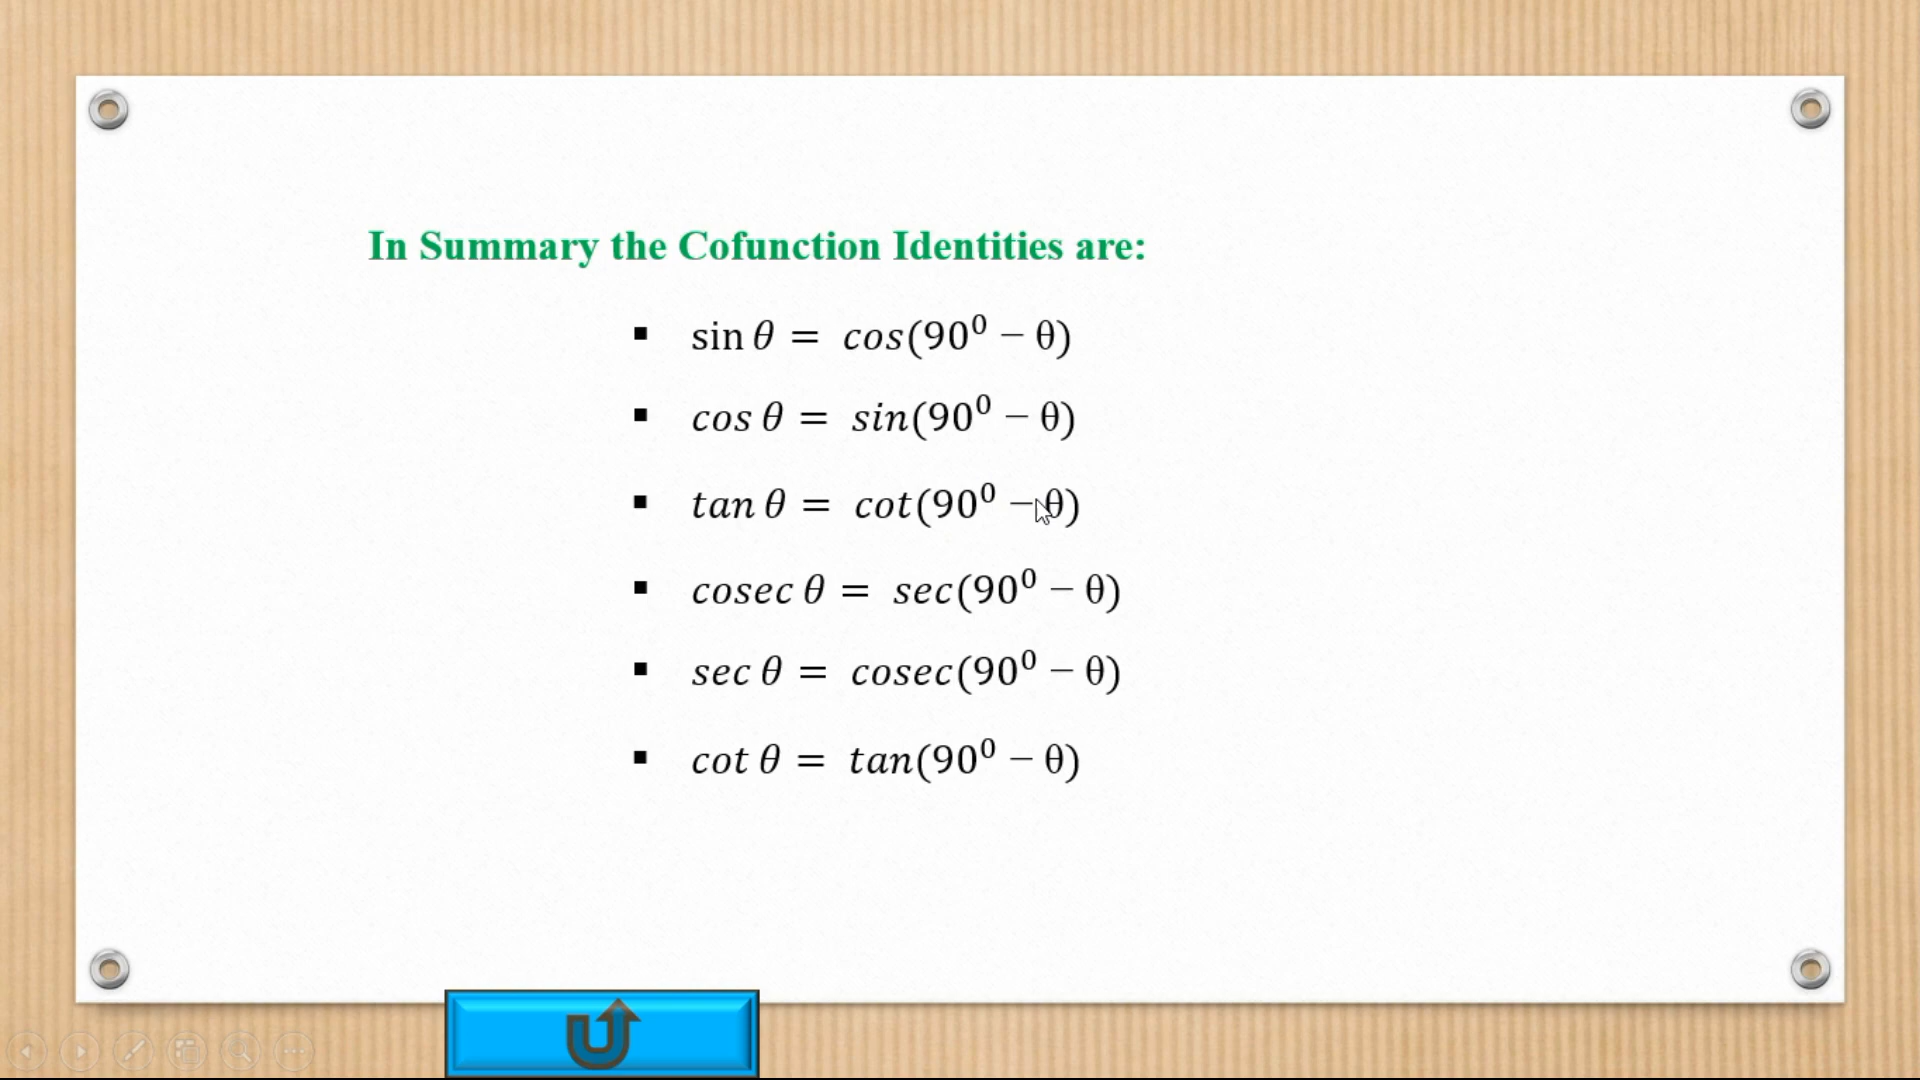 In Summary the Cofunction Identities are:
▪ sin θ = cos(90⁰ − θ)
▪ cos θ = sin(90⁰ − θ)
▪ tan θ = cot(90⁰ − θ)
▪ cosec θ = sec(90⁰ − θ)
▪ sec θ = cosec(90⁰ − θ)
▪ cot θ = tan(90⁰ − θ)